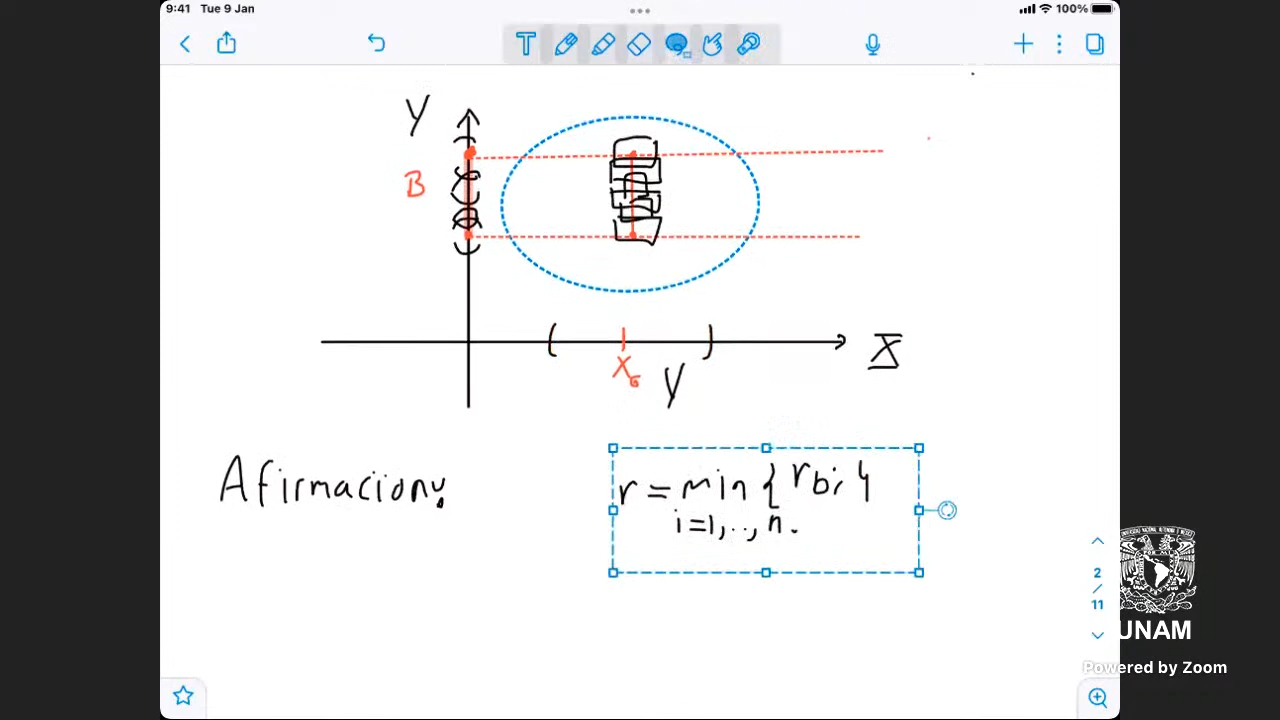 9:41 Tue 9 Jan
100%
T
Y
B
X
X₀
Y
Afirmacion:
r = min { r_bi }
i=1,..,n.
2
/
11
UNAM
Powered by Zoom